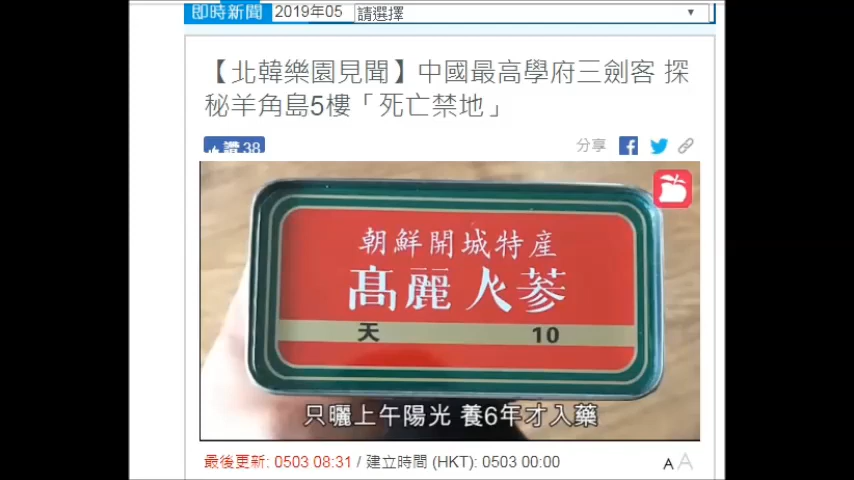 即時新聞 2019年05 請選擇
【北韓樂園見聞】中國最高學府三劍客 探
秘羊角島5樓「死亡禁地」
讚 38
分享
朝鮮開城特産
髙麗人蔘
天 10
只曬上午陽光 養6年才入藥
最後更新: 0503 08:31 / 建立時間 (HKT): 0503 00:00
A A